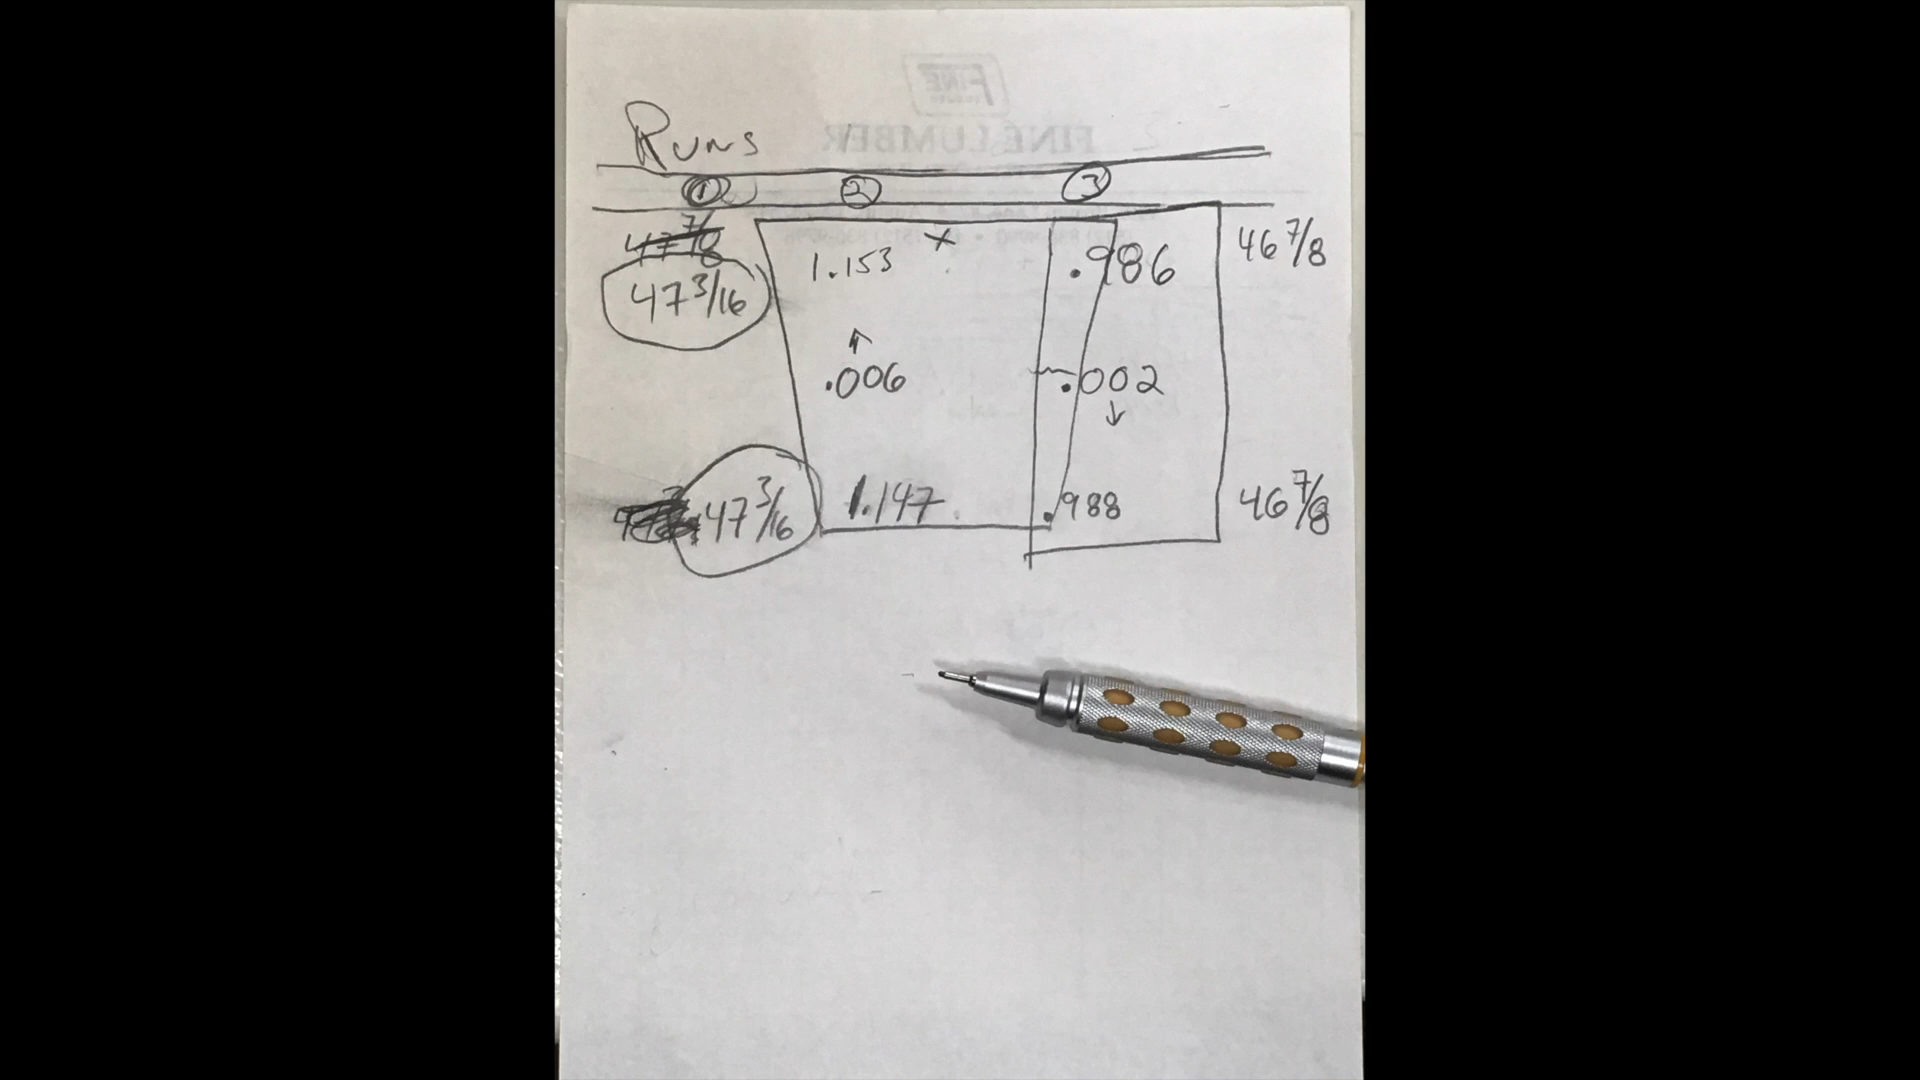 Runs
1 2 3
47 7/8
47 3/16 1.153 x .986 46 7/8
.006 .002
47 3/16 1.147 .988 46 7/8
FINE
FINE LUMBER